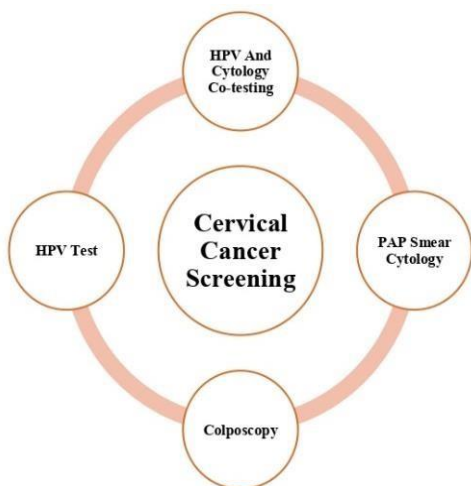 HPV And
Cytology
Co-testing
Cervical
Cancer
Screening
HPV Test
PAP Smear
Cytology
Colposcopy